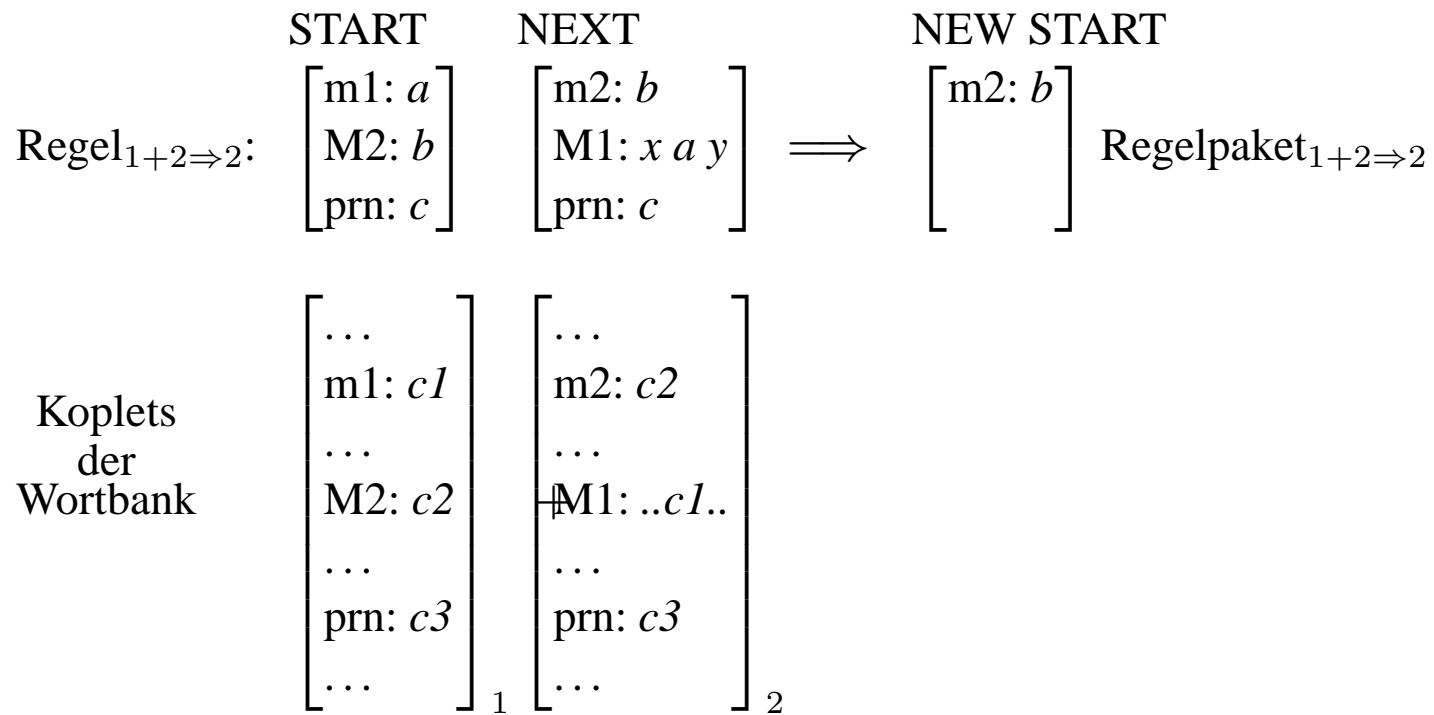 START NEXT NEW START
m1: a m2: b m2: b
Regel1+2⇒2: M2: b M1: x a y ⟹ Regelpaket1+2⇒2
prn: c prn: c
... ...
m1: c1 m2: c2
Koplets
... ...
der
Wortbank M2: c2 + M1: ..c1..
... ...
prn: c3 prn: c3
... ...
1 2